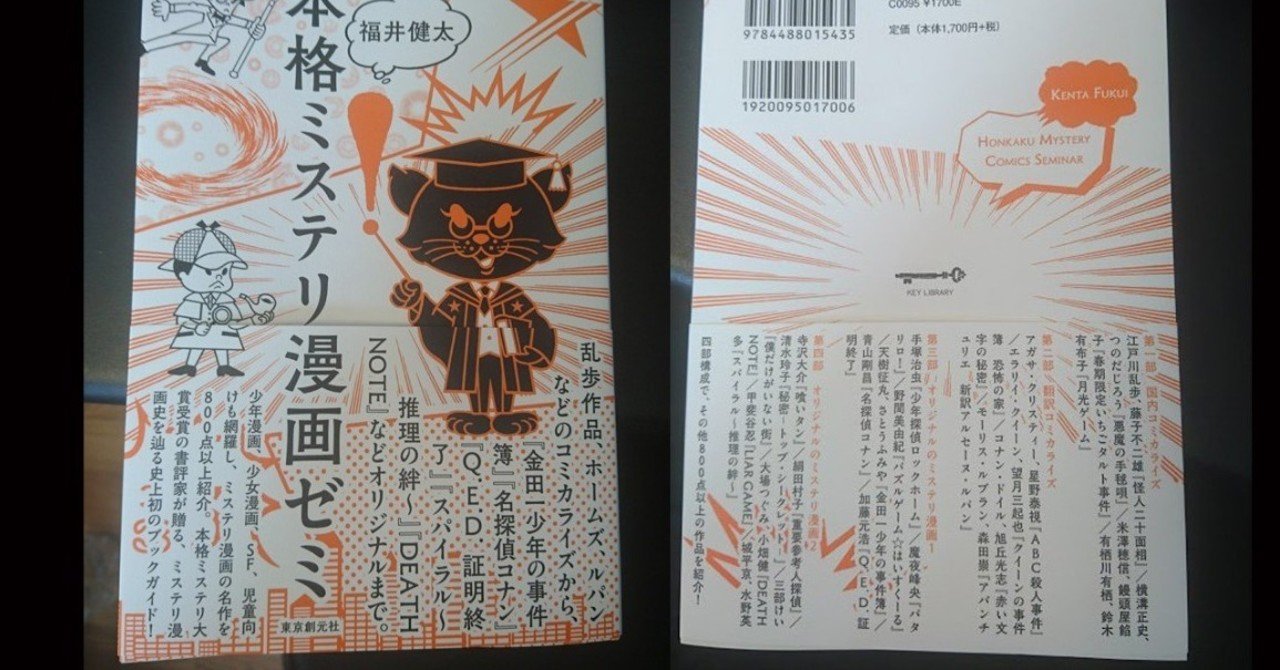 本格ミステリ漫画ゼミ
福井健太
乱歩作品、ホームズ、ルパン
などのコミカライズから、
『金田一少年の事件
簿』『名探偵コナン』
『Q.E.D. 証明終
了』『スパイラル〜
推理の絆〜』『DEATH
NOTE』などオリジナルまで。
少年漫画、少女漫画、SF、児童向
けも網羅し、ミステリ漫画の名作を
800点以上紹介。本格ミステリ大
賞受賞の書評家が贈る、ミステリ漫
画史を辿る史上初のブックガイド!
東京創元社
9784488015435
C0095 ¥1700E
定価(本体1,700円+税)
1920095017006
KENTA FUKUI
HONKAKU MYSTERY
COMICS SEMINAR
KEY LIBRARY
第一部 国内コミカライズ
江戸川乱歩、藤子不二雄『怪人二十面相』/横溝正史、
つのだじろう『悪魔の手毬唄』/米澤穂信、饅頭屋餡
子『春期限定いちごタルト事件』/有栖川有栖、鈴木
有布子『月光ゲーム』
第二部 翻訳コミカライズ
アガサ・クリスティー、星野泰視『ABC殺人事件』
/エラリイ・クイーン、望月三起也『クイーンの事件
簿 恐怖の家』/コナン・ドイル、旭丘光志『赤い文
字の秘密』/モーリス・ルブラン、森田崇『アバンチ
ュリエ 新訳アルセーヌ・ルパン』
第三部 オリジナルのミステリ漫画1
手塚治虫『少年探偵ロックホーム』/魔夜峰央『パタ
リロ!』/野間美由紀『パズルゲーム☆はいすくーる』
/天樹征丸、さとうふみや『金田一少年の事件簿』/
青山剛昌『名探偵コナン』/加藤元浩『Q.E.D. 証
明終了』
第四部 オリジナルのミステリ漫画2
寺沢大介『喰いタン』/絹田村子『重要参考人探偵』/
清水玲子『秘密―トップ・シークレット―』/三部けい
『僕だけがいない街』/大場つぐみ、小畑健『DEATH
NOTE』/甲斐谷忍『LIAR GAME』/城平京、水野英
多『スパイラル〜推理の絆〜』
四部構成で、その他800点以上の作品を紹介!